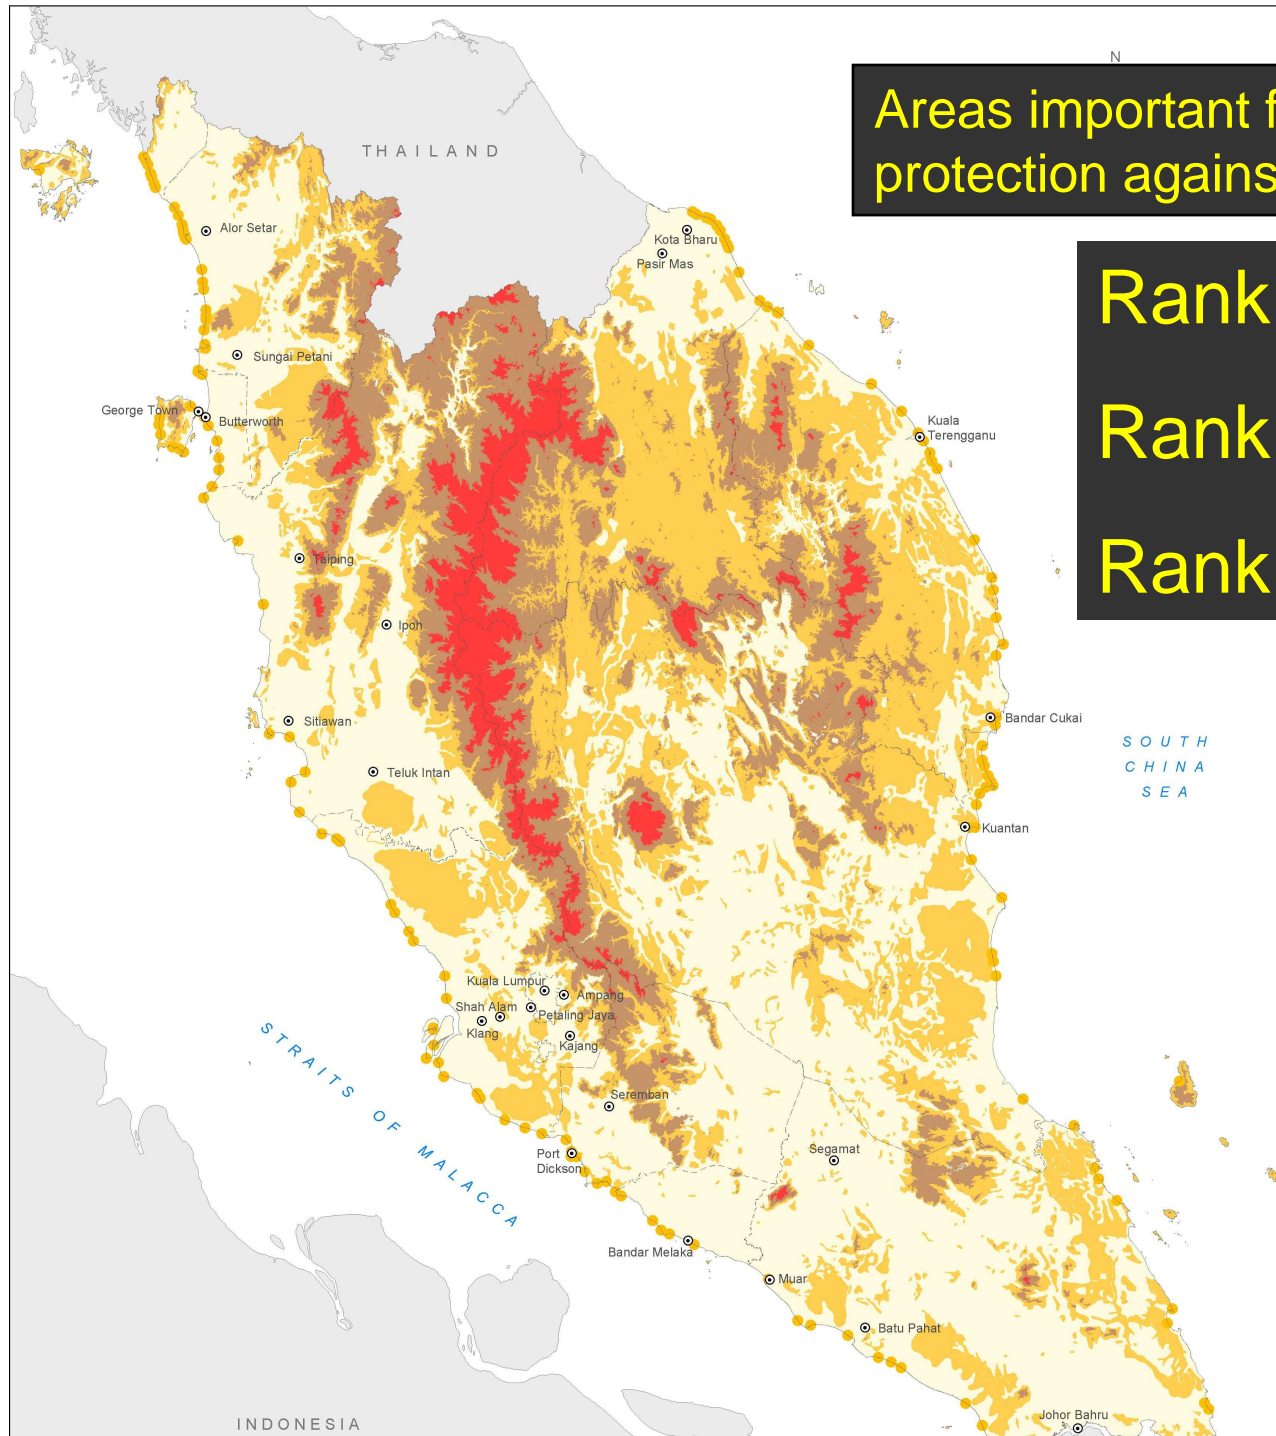 N
Areas important f
protection agains
THAILAND
Rank
Rank
Rank
Alor Setar
Kota Bharu
Pasir Mas
Sungai Petani
George Town
Butterworth
Kuala
Terengganu
Taiping
Ipoh
Sitiawan
Bandar Cukai
Teluk Intan
SOUTH
CHINA
SEA
Kuantan
Kuala Lumpur
Ampang
Shah Alam
Petaling Jaya
Klang
Kajang
STRAITS OF MALACCA
Seremban
Port
Dickson
Segamat
Bandar Melaka
Muar
Batu Pahat
Johor Bahru
INDONESIA